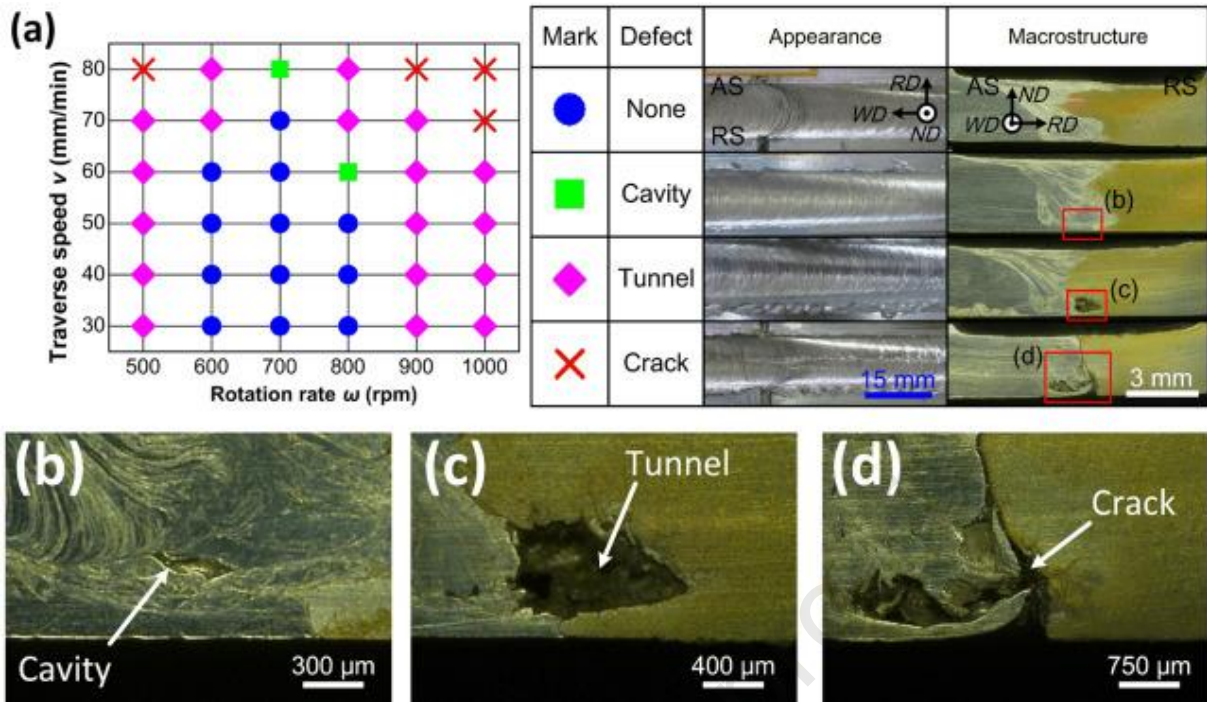 (a)
Traverse speed v (mm/min)
80
70
60
50
40
30
500 600 700 800 900 1000
Rotation rate ω (rpm)
Mark Defect Appearance Macrostructure
None
AS
RS
RD
WD
ND
AS
RS
ND
WD
RD
Cavity
(b)
Tunnel
(c)
Crack
15 mm
(d)
3 mm
(b)
Cavity
300 µm
(c)
Tunnel
400 µm
(d)
Crack
750 µm